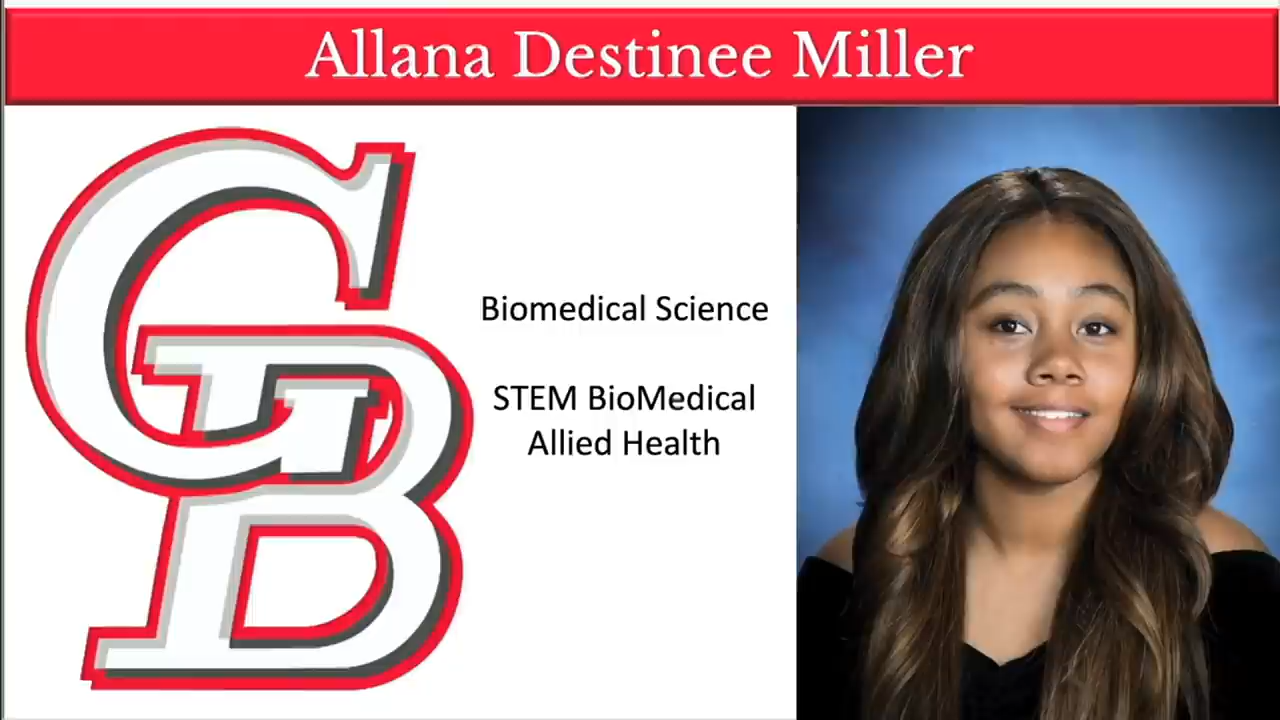 Allana Destinee Miller
GB
Biomedical Science
STEM BioMedical
Allied Health